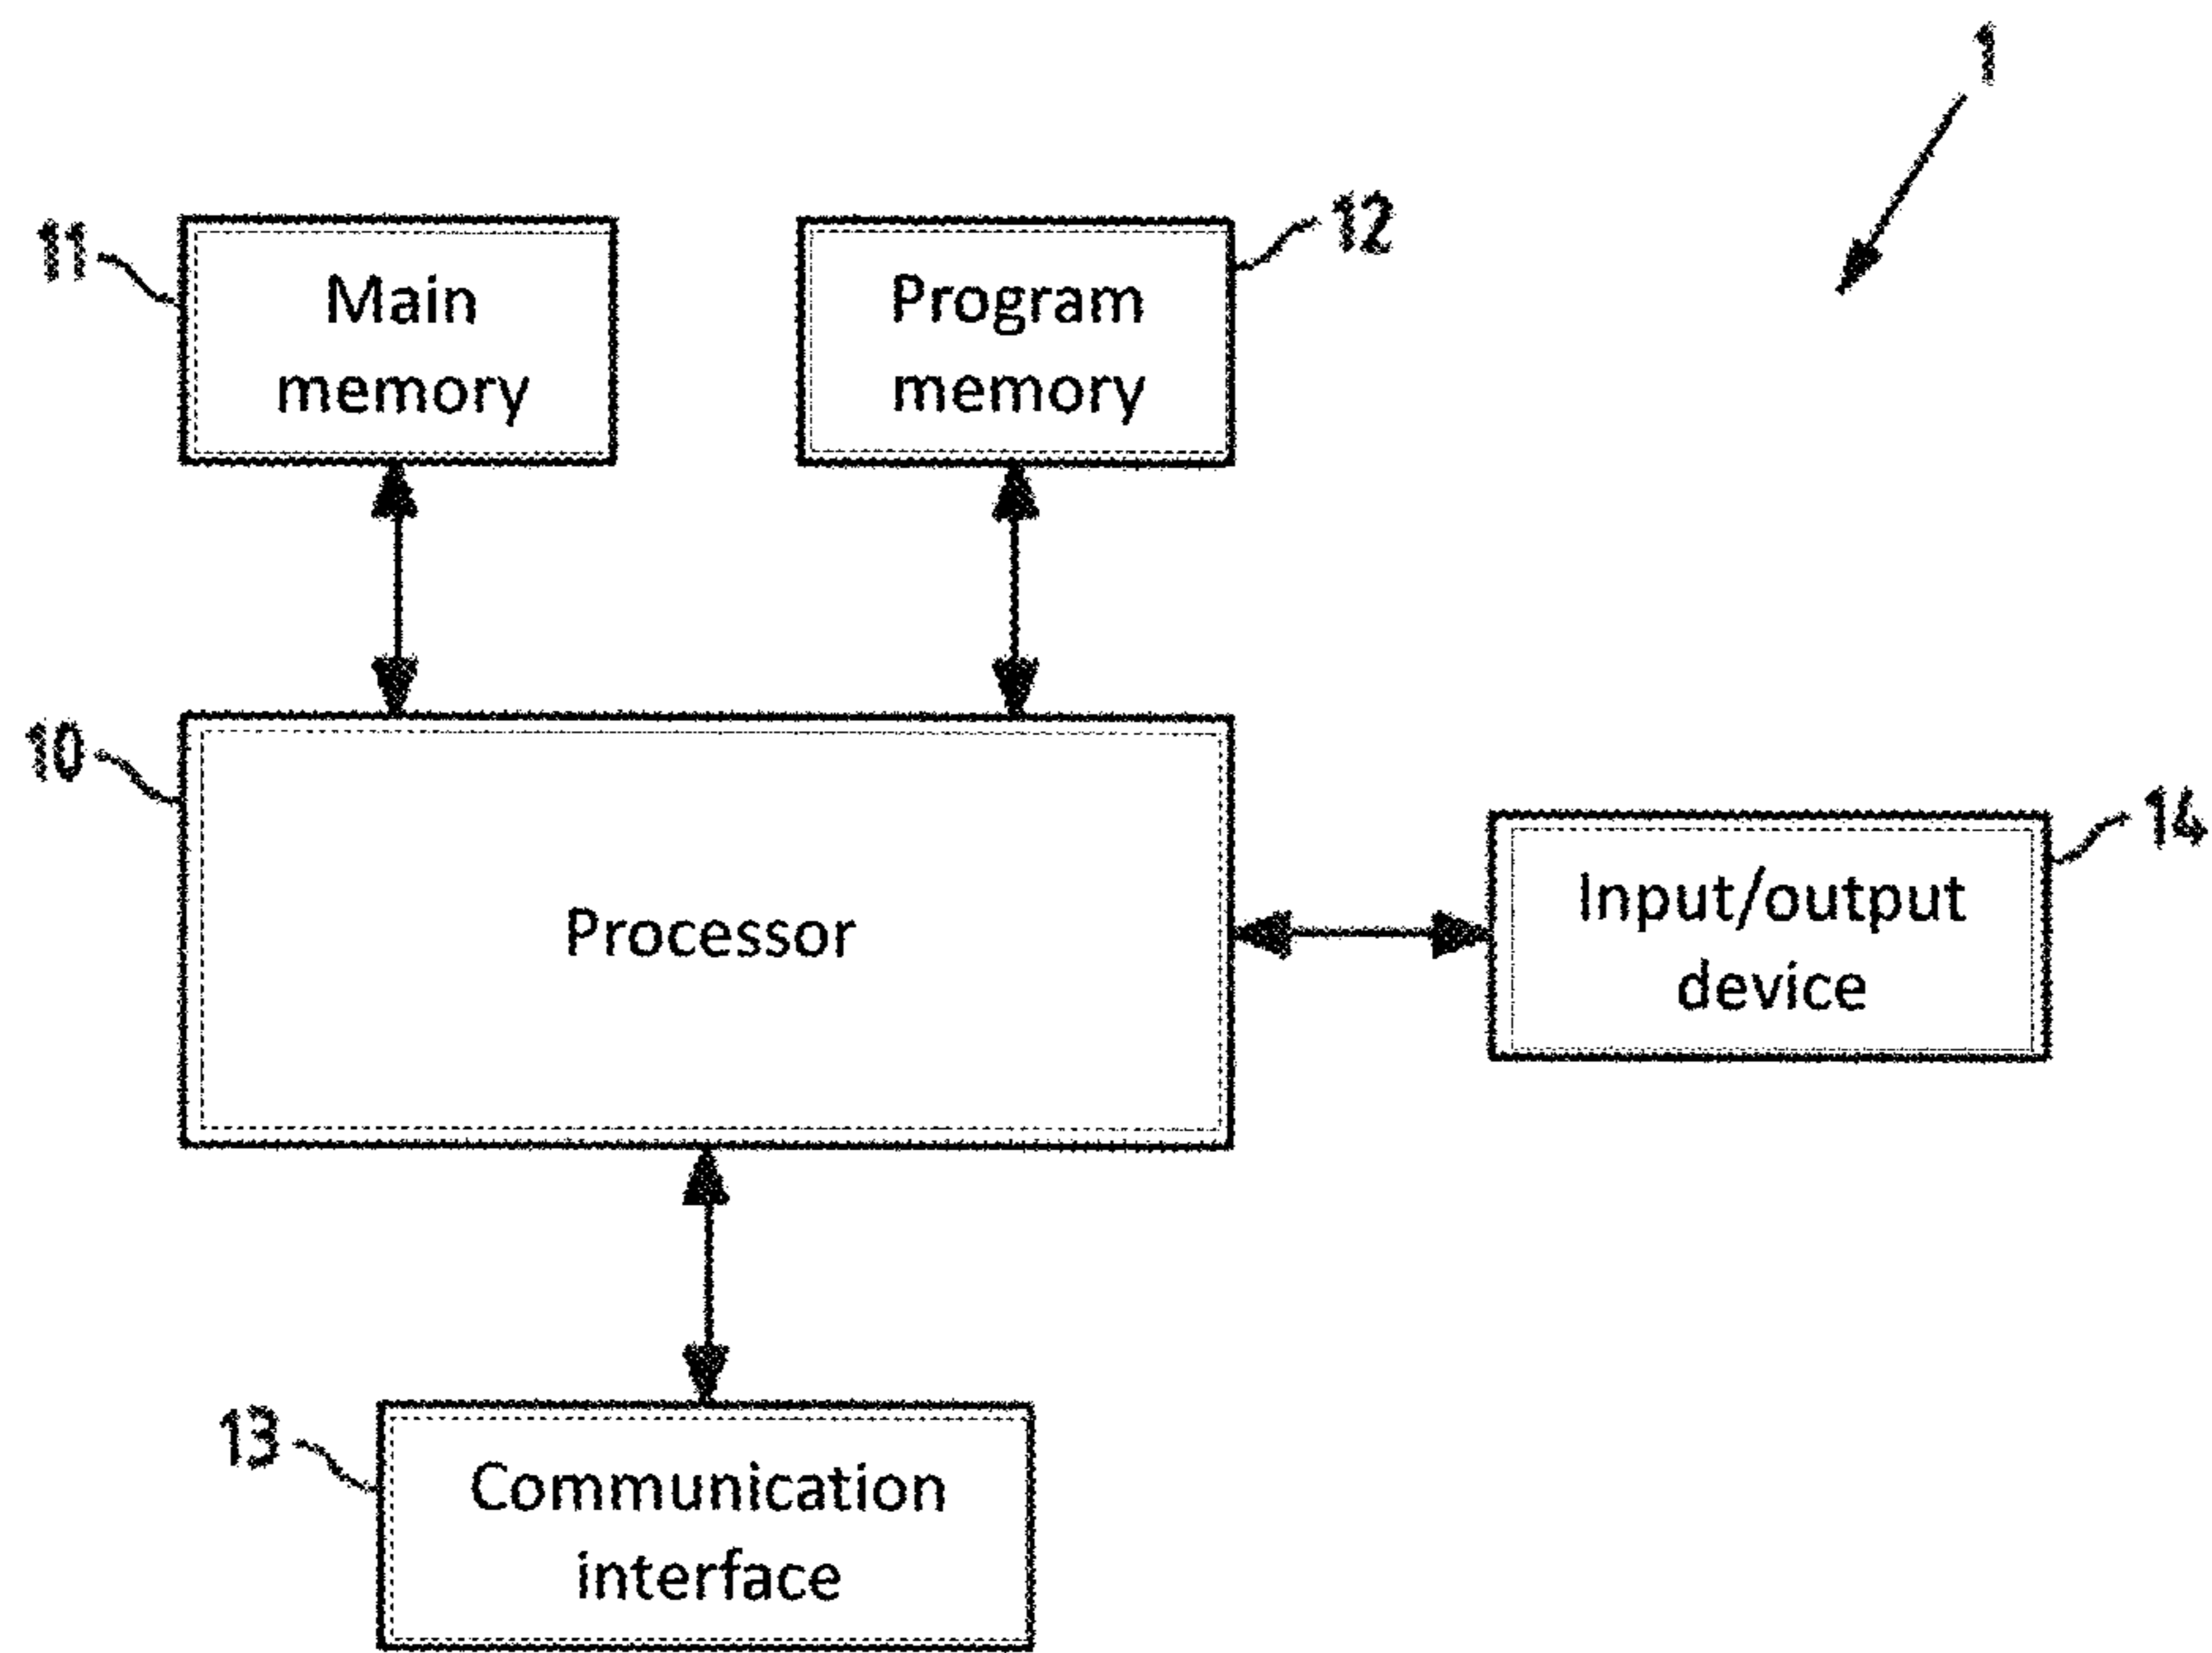 1
11
Main
memory
12
Program
memory
10
Processor
14
Input/output
device
13
Communication
interface